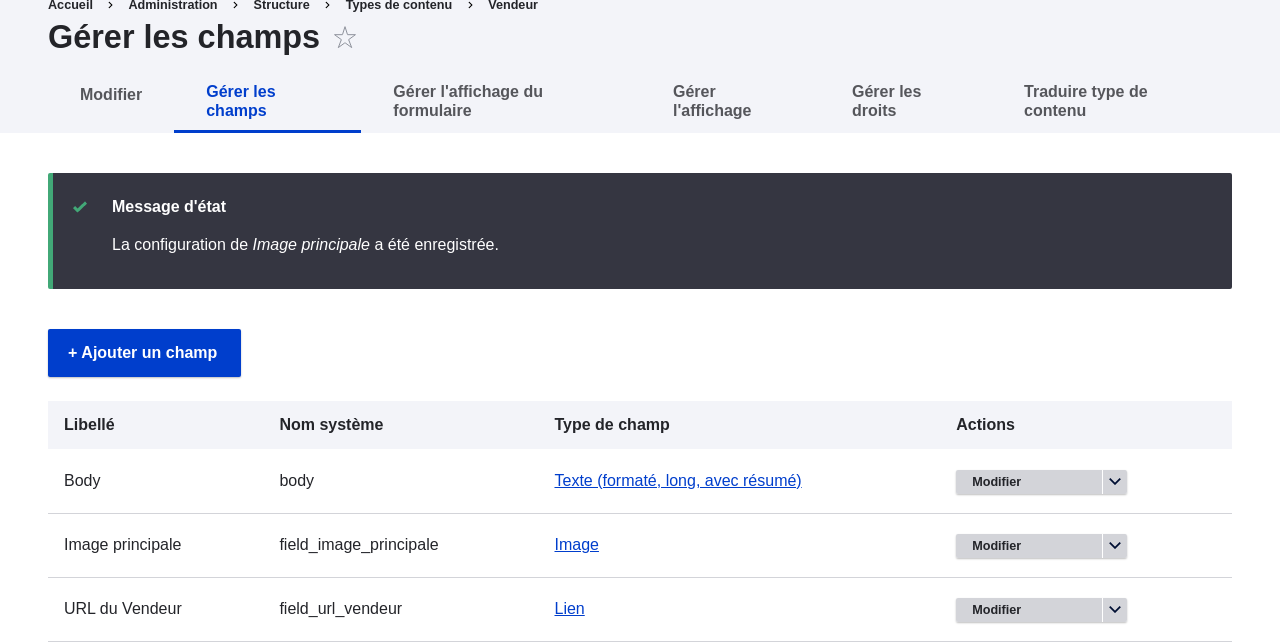 Accueil > Administration > Structure > Types de contenu > Vendeur
Gérer les champs
Modifier
Gérer les
champs
Gérer l'affichage du
formulaire
Gérer
l'affichage
Gérer les
droits
Traduire type de
contenu
Message d'état
La configuration de Image principale a été enregistrée.
+ Ajouter un champ
Libellé Nom système Type de champ Actions
Body body Texte (formaté, long, avec résumé) Modifier
Image principale field_image_principale Image Modifier
URL du Vendeur field_url_vendeur Lien Modifier